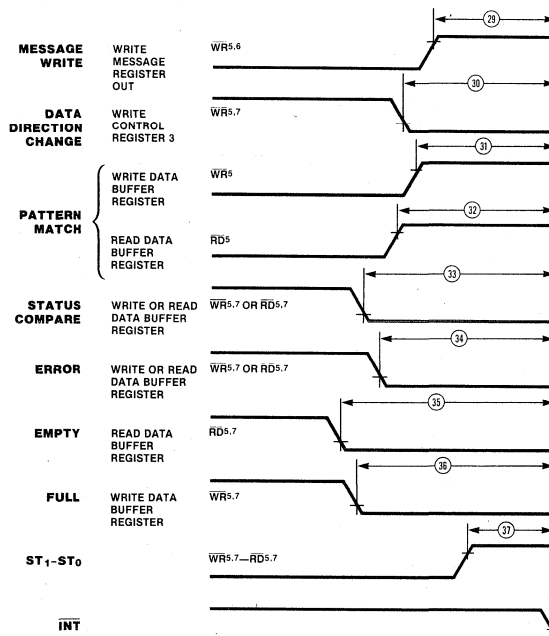 29
MESSAGE WRITE
WRITE MESSAGE REGISTER OUT
WR5,6
30
DATA DIRECTION CHANGE
WRITE CONTROL REGISTER 3
WR5,7
31
PATTERN MATCH
WRITE DATA BUFFER REGISTER
WR5
32
READ DATA BUFFER REGISTER
RD5
33
STATUS COMPARE
WRITE OR READ DATA BUFFER REGISTER
WR5,7 OR RD5,7
34
ERROR
WRITE OR READ DATA BUFFER REGISTER
WR5,7 OR RD5,7
35
EMPTY
READ DATA BUFFER REGISTER
RD5,7
36
FULL
WRITE DATA BUFFER REGISTER
WR5,7
37
ST1-ST0
WR5,7—RD5,7
INT